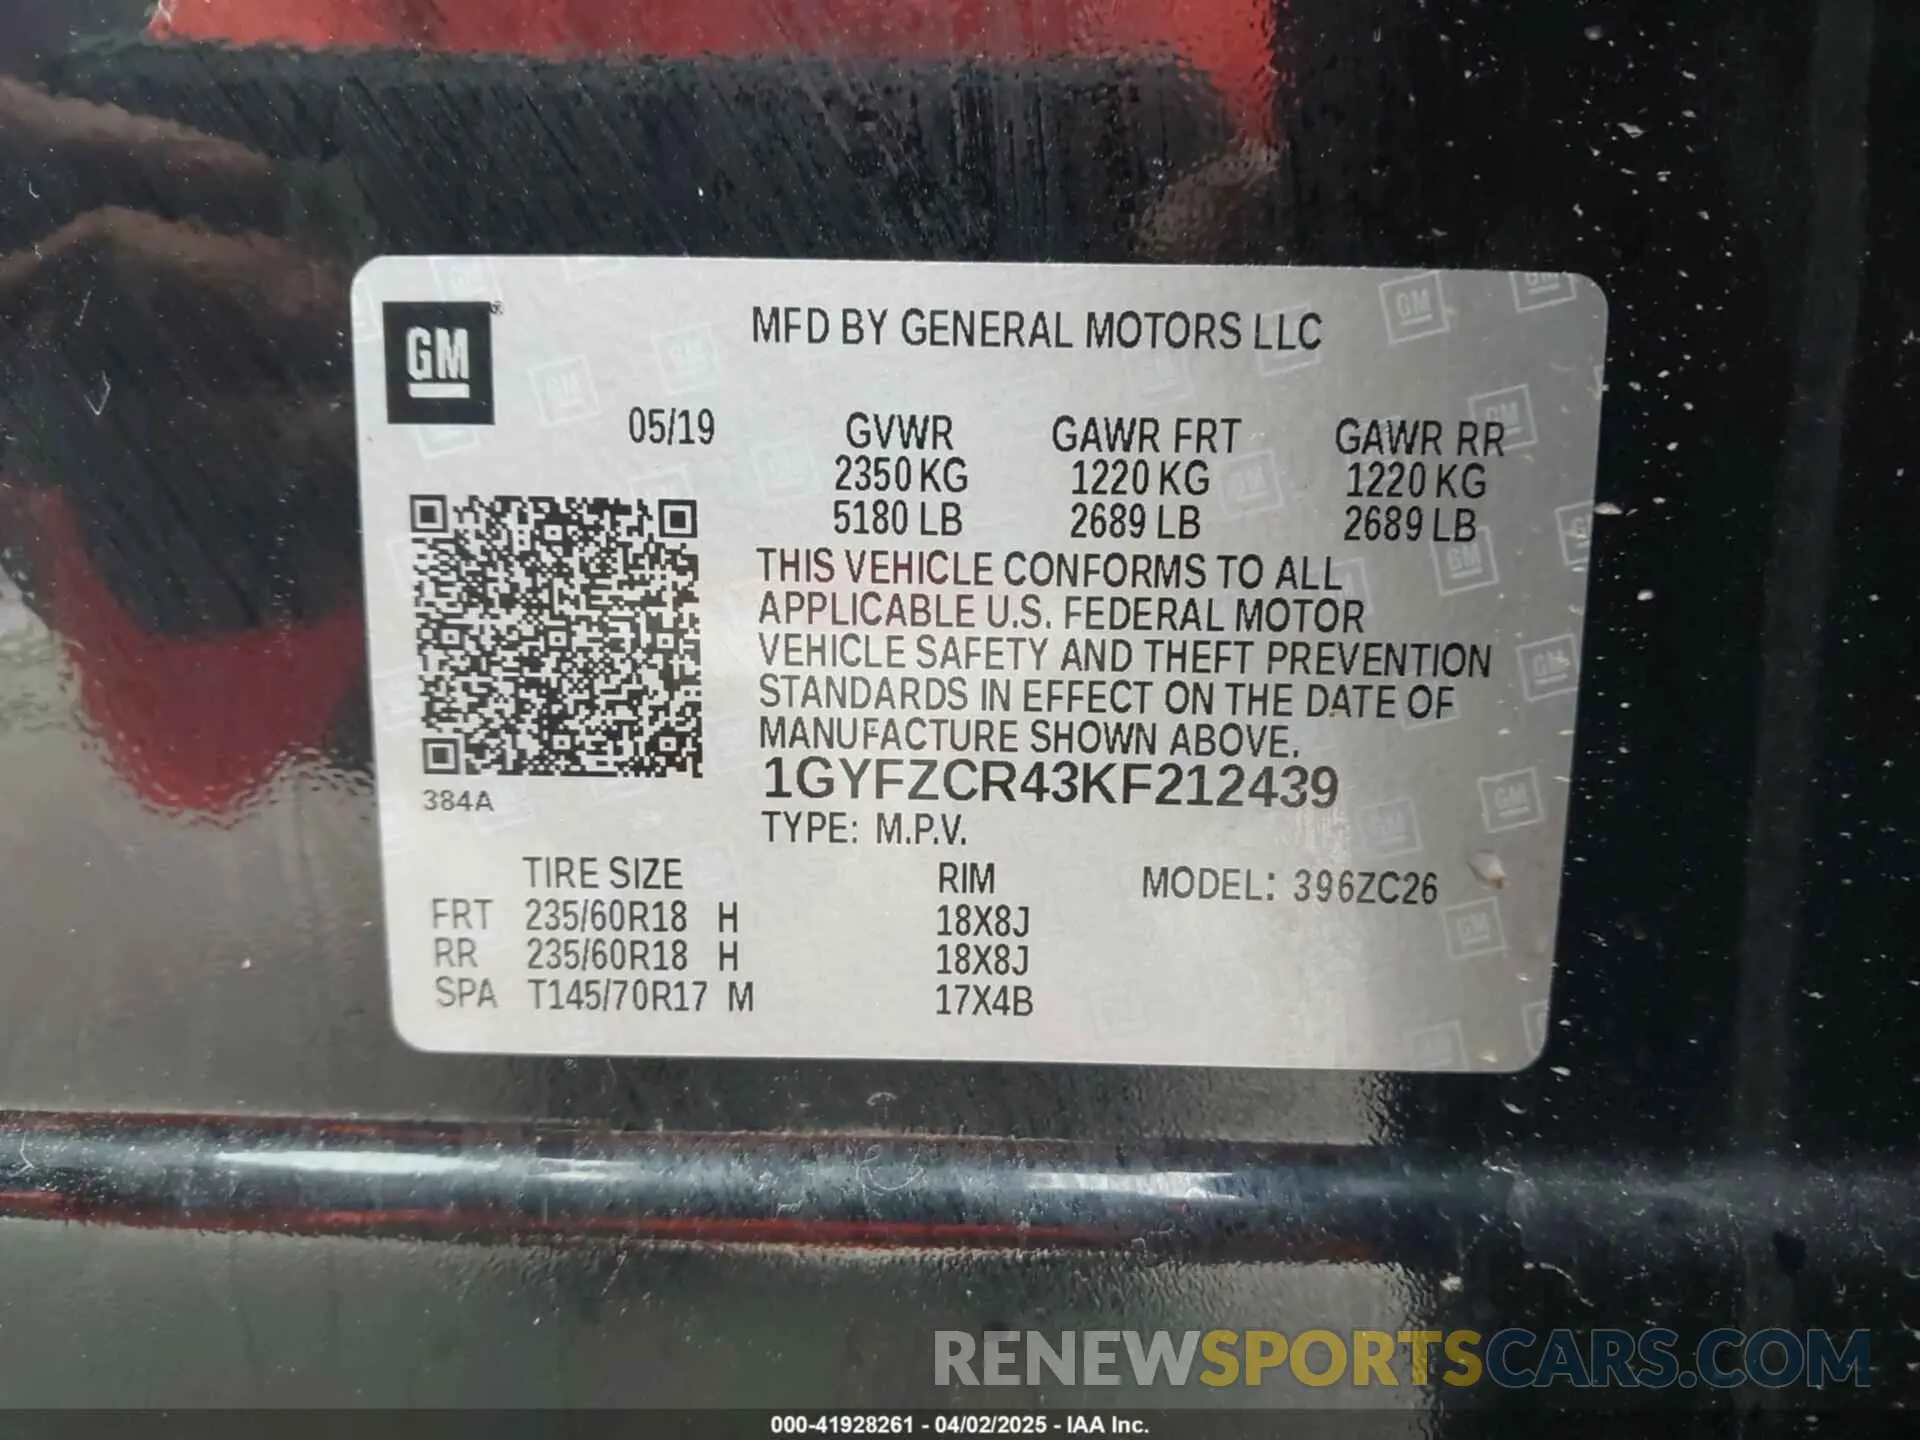 GM
MFD BY GENERAL MOTORS LLC
05/19 GVWR GAWR FRT GAWR RR
2350 KG 1220 KG 1220 KG
5180 LB 2689 LB 2689 LB
THIS VEHICLE CONFORMS TO ALL
APPLICABLE U.S. FEDERAL MOTOR
VEHICLE SAFETY AND THEFT PREVENTION
STANDARDS IN EFFECT ON THE DATE OF
MANUFACTURE SHOWN ABOVE.
1GYFZCR43KF212439
384A
TYPE: M.P.V.
TIRE SIZE RIM MODEL: 396ZC26
FRT 235/60R18 H 18X8J
RR 235/60R18 H 18X8J
SPA T145/70R17 M 17X4B
RENEWSPORTSCARS.COM
000-41928261 - 04/02/2025 - IAA Inc.